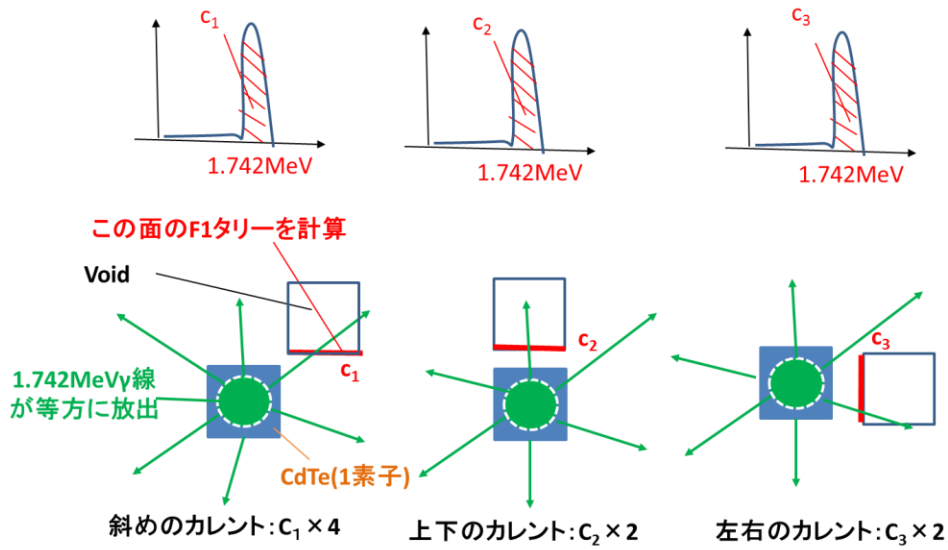 c₁
c₂
c₃
1.742MeV
1.742MeV
1.742MeV
この面のF1タリーを計算
Void
c₁
c₂
c₃
1.742MeVγ線
が等方に放出
CdTe(1素子)
斜めのカレント:C₁×4
上下のカレント:C₂×2
左右のカレント:C₃×2